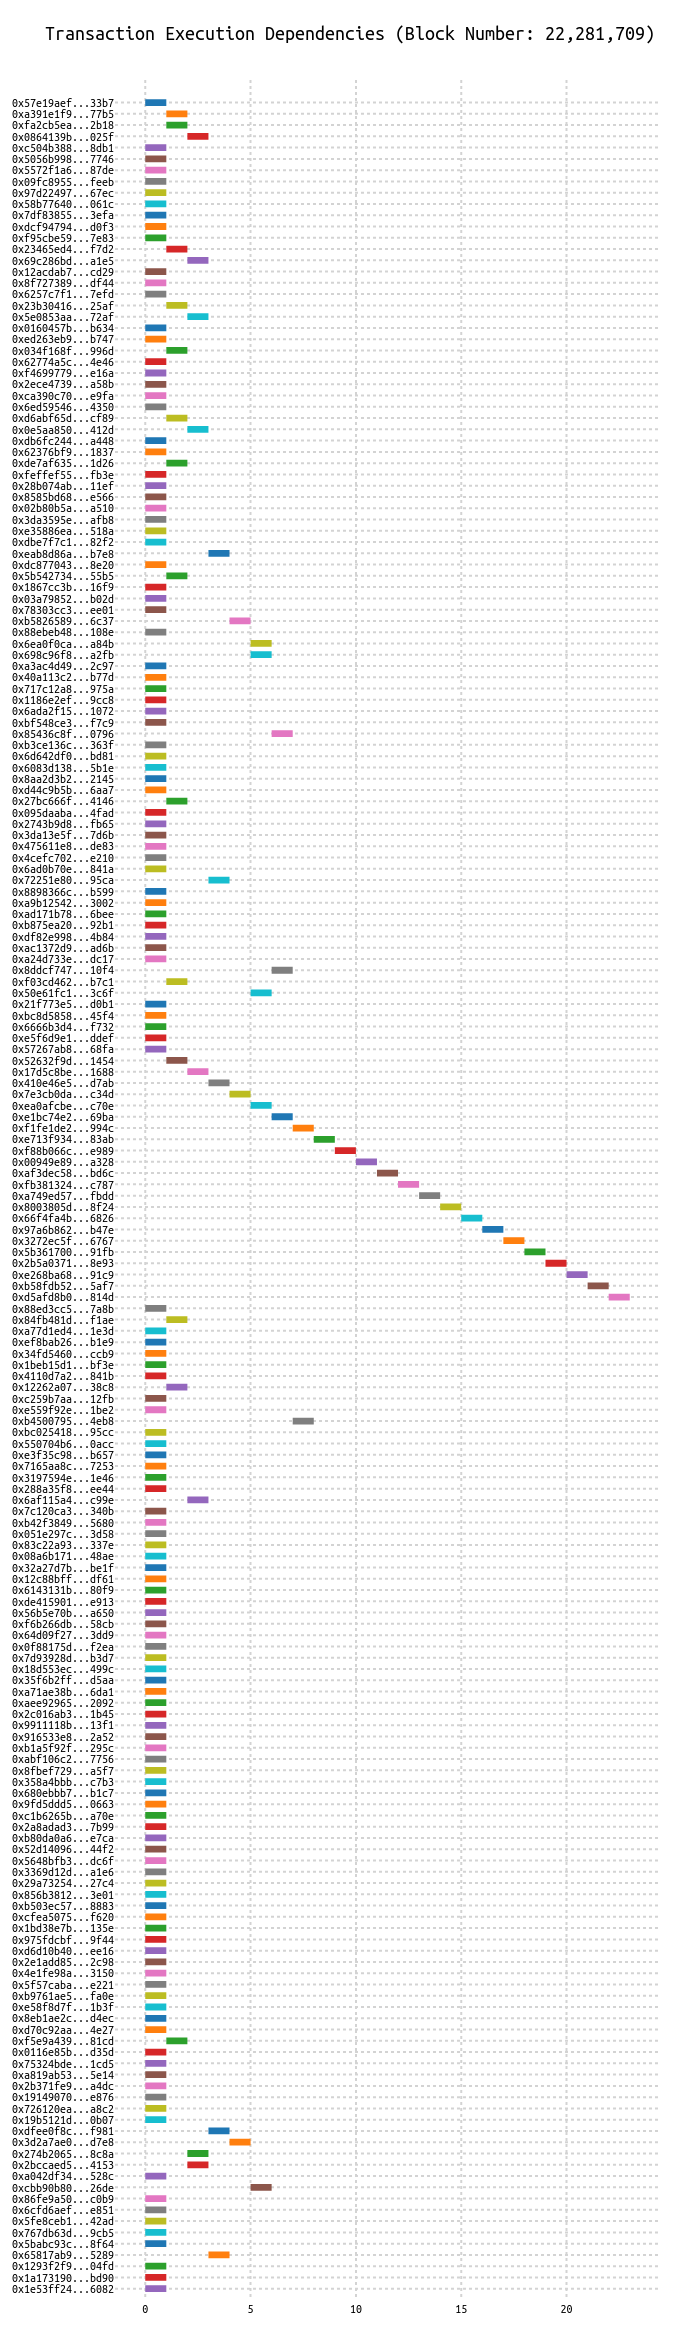 Transaction Execution Dependencies (Block Number: 22,281,709)
0x57e19aef...33b7
0xa391e1f9...77b5
0xfa2cb5ea...2b18
0x0864139b...025f
0xc504b388...8db1
0x5056b998...7746
0x5572f1a6...87de
0x09fc8955...feeb
0x97d22497...67ec
0x58b77640...061c
0x7df83855...3efa
0xdcf94794...d0f3
0xf95cbe59...7e83
0x23465ed4...f7d2
0x69c286bd...a1e5
0x12acdab7...cd29
0x8f727389...df44
0x6257c7f1...7efd
0x23b30416...25af
0x5e0853aa...72af
0x0160457b...b634
0xed263eb9...b747
0x034f168f...996d
0x62774a5c...4e46
0xf4699779...e16a
0x2ece4739...a58b
0xca390c70...e9fa
0x6ed59546...4350
0xd6abf65d...cf89
0x0e5aa850...412d
0xdb6fc244...a448
0x62376bf9...1837
0xde7af635...1d26
0xfeffef55...fb3e
0x28b074ab...11ef
0x8585bd68...e566
0x02b80b5a...a510
0x3da3595e...afb8
0xe35886ea...518a
0xdbe7f7c1...82f2
0xeab8d86a...b7e8
0xdc877043...8e20
0x5b542734...55b5
0x1867cc3b...16f9
0x03a79852...b02d
0x78303cc3...ee01
0xb5826589...6c37
0x88ebeb48...108e
0x6ea0f0ca...a84b
0x698c96f8...a2fb
0xa3ac4d49...2c97
0x40a113c2...b77d
0x717c12a8...975a
0x1186e2ef...9cc8
0x6ada2f15...1072
0xbf548ce3...f7c9
0x85436c8f...0796
0xb3ce136c...363f
0x6d642df0...bd81
0x6083d138...5b1e
0x8aa2d3b2...2145
0xd44c9b5b...6aa7
0x27bc666f...4146
0x095daaba...4fad
0x2743b9d8...fb65
0x3da13e5f...7d6b
0x475611e8...de83
0x4cefc702...e210
0x6ad0b70e...841a
0x72251e80...95ca
0x8898366c...b599
0xa9b12542...3002
0xad171b78...6bee
0xb875ea20...92b1
0xdf82e998...4b84
0xac1372d9...ad6b
0xa24d733e...dc17
0x8ddcf747...10f4
0xf03cd462...b7c1
0x50e61fc1...3c6f
0x21f773e5...d0b1
0xbc8d5858...45f4
0x6666b3d4...f732
0xe5f6d9e1...ddef
0x57267ab8...68fa
0x52632f9d...1454
0x17d5c8be...1688
0x410e46e5...d7ab
0x7e3cb0da...c34d
0xea0afcbe...c70e
0xe1bc74e2...69ba
0xf1fe1de2...994c
0xe713f934...83ab
0xf88b066c...e989
0x00949e89...a328
0xaf3dec58...bd6c
0xfb381324...c787
0xa749ed57...fbdd
0x8003805d...8f24
0x66f4fa4b...6826
0x97a6b862...b47e
0x3272ec5f...6767
0x5b361700...91fb
0x2b5a0371...8e93
0xe268ba68...91c9
0xb58fdb52...5af7
0xd5afd8b0...814d
0x88ed3cc5...7a8b
0x84fb481d...f1ae
0xa77d1ed4...1e3d
0xef8bab26...b1e9
0x34fd5460...ccb9
0x1beb15d1...bf3e
0x4110d7a2...841b
0x12262a07...38c8
0xc259b7aa...12fb
0xe559f92e...1be2
0xb4500795...4eb8
0xbc025418...95cc
0x550704b6...0acc
0xe3f35c98...b657
0x7165aa8c...7253
0x3197594e...1e46
0x288a35f8...ee44
0x6af115a4...c99e
0x7c120ca3...340b
0xb42f3849...5680
0x051e297c...3d58
0x83c22a93...337e
0x08a6b171...48ae
0x32a27d7b...be1f
0x12c88bff...df61
0x6143131b...80f9
0xde415901...e913
0x56b5e70b...a650
0xf6b266db...58cb
0x64d09f27...3dd9
0x0f88175d...f2ea
0x7d93928d...b3d7
0x18d553ec...499c
0x35f6b2ff...d5aa
0xa71ae38b...6da1
0xaee92965...2092
0x2c016ab3...1b45
0x9911118b...13f1
0x916533e8...2a52
0xb1a5f92f...295c
0xabf106c2...7756
0x8fbef729...a5f7
0x358a4bbb...c7b3
0x680ebbb7...b1c7
0x9fd5ddd5...0663
0xc1b6265b...a70e
0x2a8adad3...7b99
0xb80da0a6...e7ca
0x52d14096...44f2
0x5648bfb3...dc6f
0x3369d12d...a1e6
0x29a73254...27c4
0x856b3812...3e01
0xb503ec57...8883
0xcfea5075...f620
0x1bd38e7b...135e
0x975fdcbf...9f44
0xd6d10b40...ee16
0x2e1add85...2c98
0x4e1fe98a...3150
0x5f57caba...e221
0xb9761ae5...fa0e
0xe58f8d7f...1b3f
0x8eb1ae2c...d4ec
0xd70c92aa...4e27
0xf5e9a439...81cd
0x0116e85b...d35d
0x75324bde...1cd5
0xa819ab53...5e14
0x2b371fe9...a4dc
0x19149070...e876
0x726120ea...a8c2
0x19b5121d...0b07
0xdfee0f8c...f981
0x3d2a7ae0...d7e8
0x274b2065...8c8a
0x2bccaed5...4153
0xa042df34...528c
0xcbb90b80...26de
0x86fe9a50...c0b9
0x6cfd6aef...e851
0x5fe8ceb1...42ad
0x767db63d...9cb5
0x5babc93c...8f64
0x65817ab9...5289
0x1293f2f9...04fd
0x1a173190...bd90
0x1e53ff24...6082
0 5 10 15 20